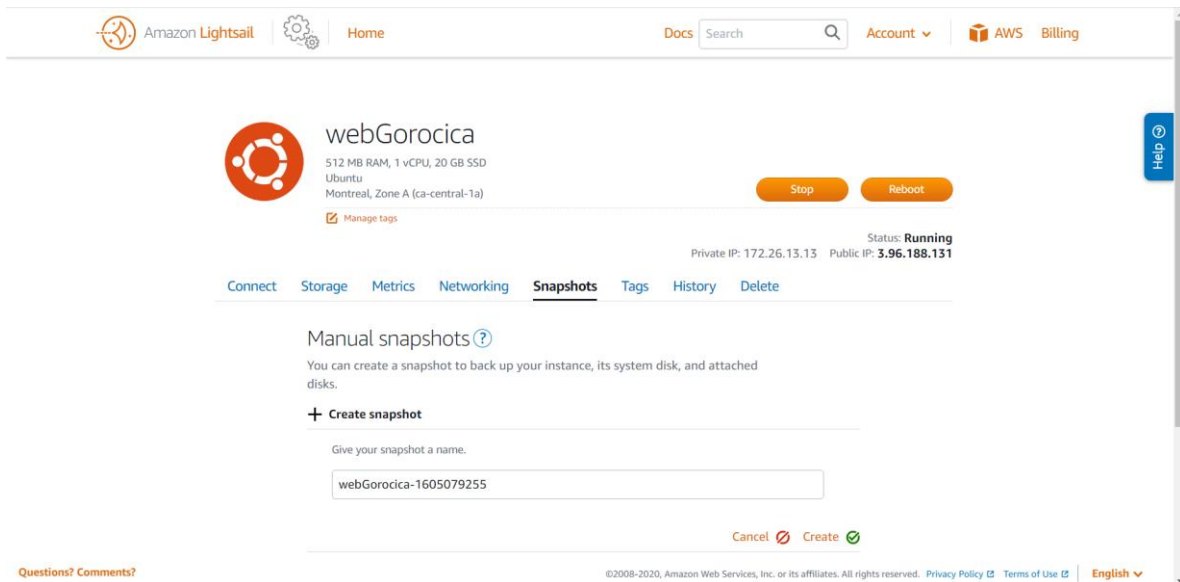 Amazon Lightsail Home Docs Search Account AWS Billing
Help ?
webGorocica
512 MB RAM, 1 vCPU, 20 GB SSD
Ubuntu
Montreal, Zone A (ca-central-1a)
Stop Reboot
Manage tags
Status: Running
Private IP: 172.26.13.13 Public IP: 3.96.188.131
Connect Storage Metrics Networking Snapshots Tags History Delete
Manual snapshots ?
You can create a snapshot to back up your instance, its system disk, and attached
disks.
+ Create snapshot
Give your snapshot a name.
webGorocica-1605079255
Cancel Create
Questions? Comments? ©2008-2020, Amazon Web Services, Inc. or its affiliates. All rights reserved. Privacy Policy Terms of Use English